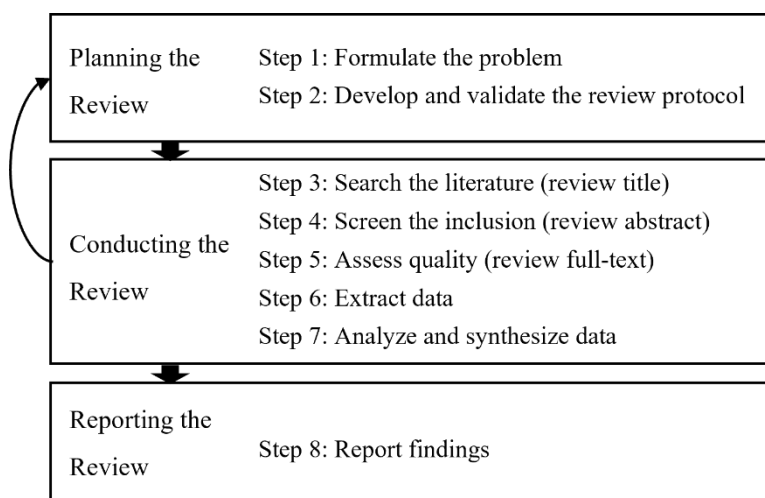 Planning the
Review
Step 1: Formulate the problem
Step 2: Develop and validate the review protocol
Conducting the
Review
Step 3: Search the literature (review title)
Step 4: Screen the inclusion (review abstract)
Step 5: Assess quality (review full-text)
Step 6: Extract data
Step 7: Analyze and synthesize data
Reporting the
Review
Step 8: Report findings